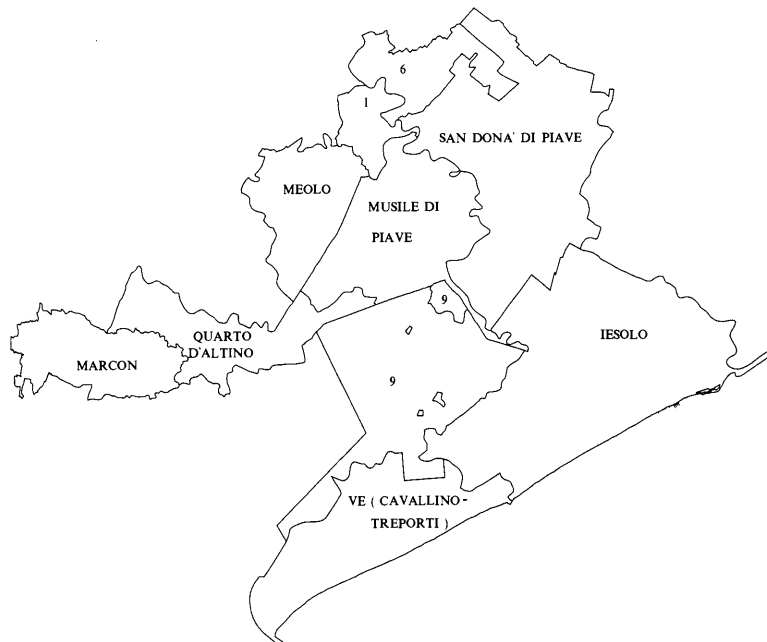 6
1
SAN DONA' DI PIAVE
MEOLO
MUSILE DI
PIAVE
9
IESOLO
QUARTO
D'ALTINO
MARCON
9
VE ( CAVALLINO -
TREPORTI )